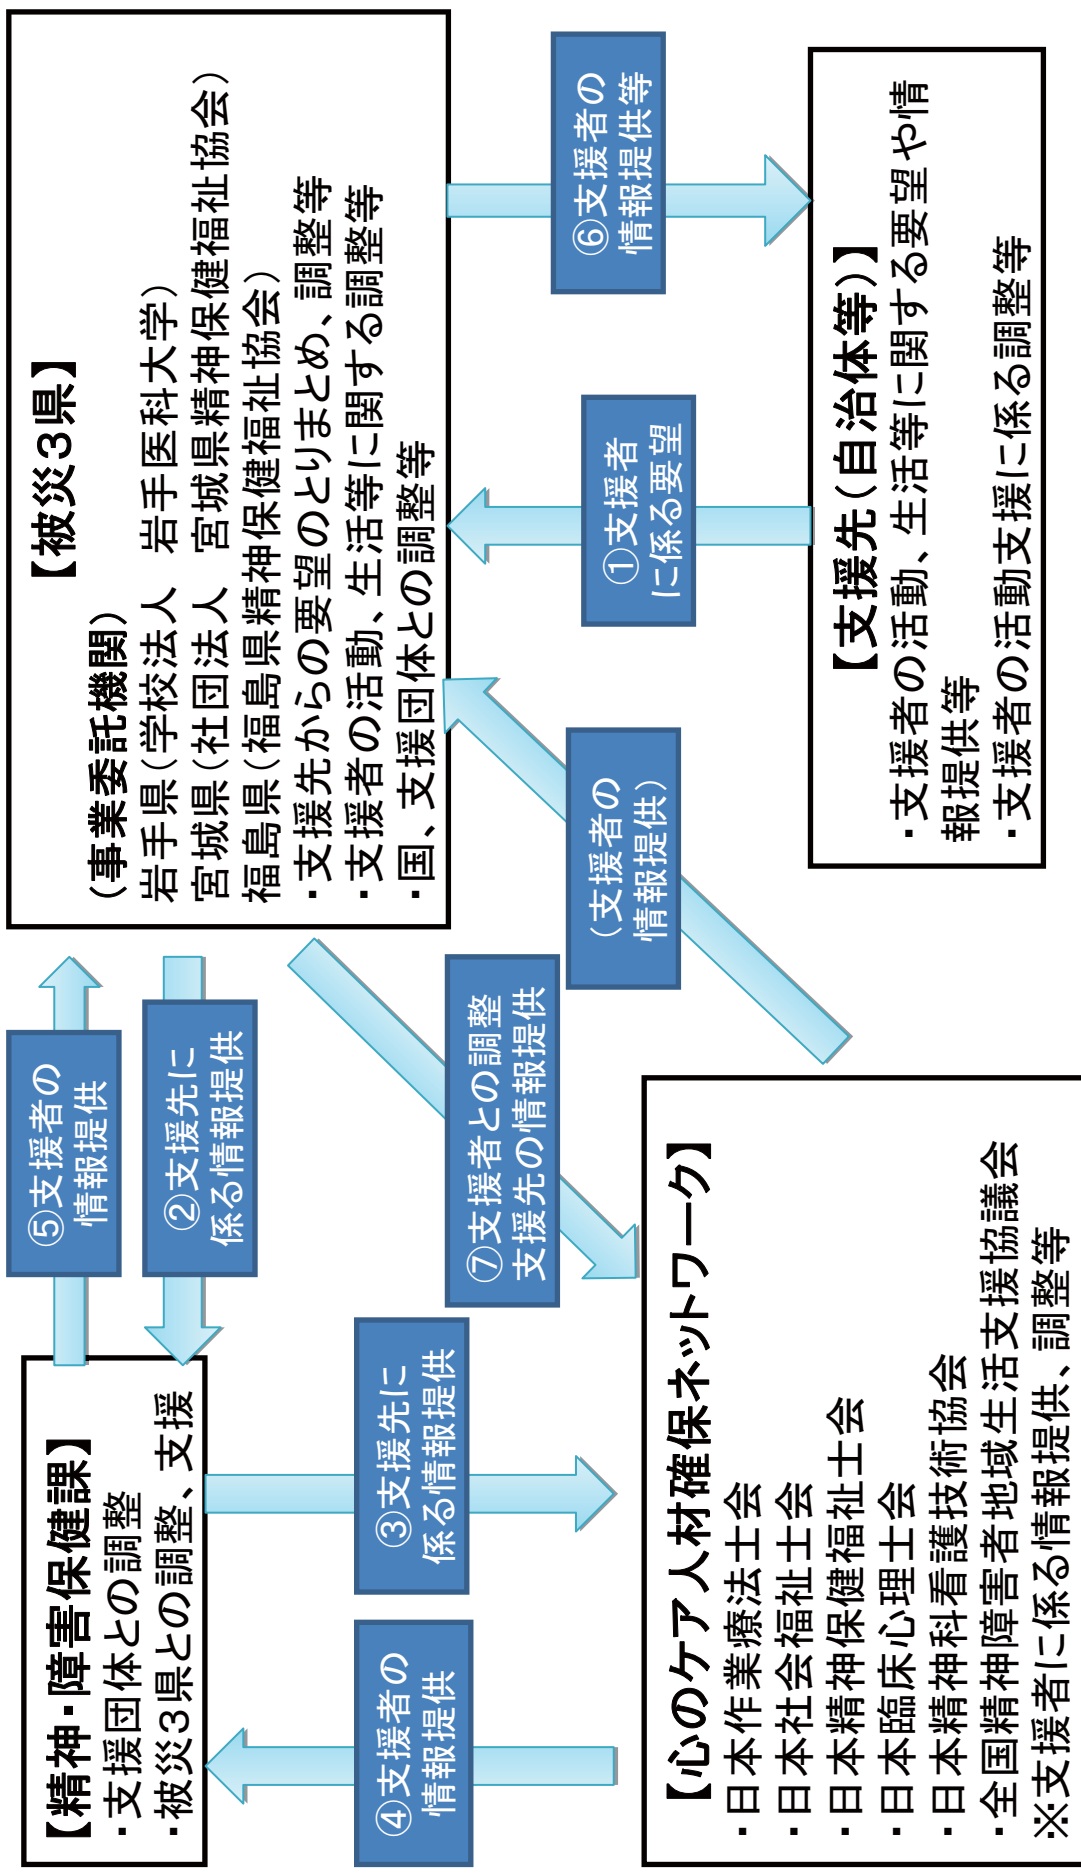 【精神・障害保健課】
・支援団体との調整
・被災３県との調整、支援
⑤支援者の
情報提供
②支援先に
係る情報提供
【被災３県】
（事業委託機関）
岩手県（学校法人　岩手医科大学）
宮城県（社団法人　宮城県精神保健福祉協会）
福島県（福島県精神保健福祉協会）
・支援先からの要望のとりまとめ、調整等
・支援者の活動、生活等に関する調整等
・国、支援団体との調整等
④支援者の
情報提供
③支援先に
係る情報提供
⑦支援者との調整
支援先の情報提供
（支援者の
情報提供）
①支援者
に係る要望
⑥支援者の
情報提供等
【心のケア人材確保ネットワーク】
・日本作業療法士会
・日本社会福祉士会
・日本精神保健福祉士会
・日本臨床心理士会
・日本精神科看護技術協会
・全国精神障害者地域生活支援協議会
※支援者に係る情報提供、調整等
【支援先（自治体等）】
・支援者の活動、生活等に関する要望や情
報提供等
・支援者の活動支援に係る調整等